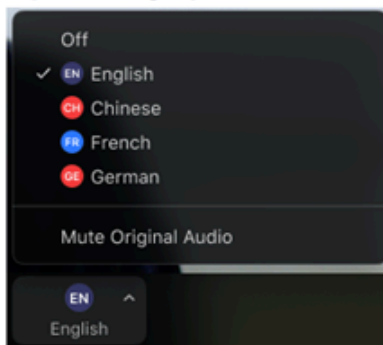 Off
✓ EN English
CH Chinese
FR French
GE German
Mute Original Audio
EN
English